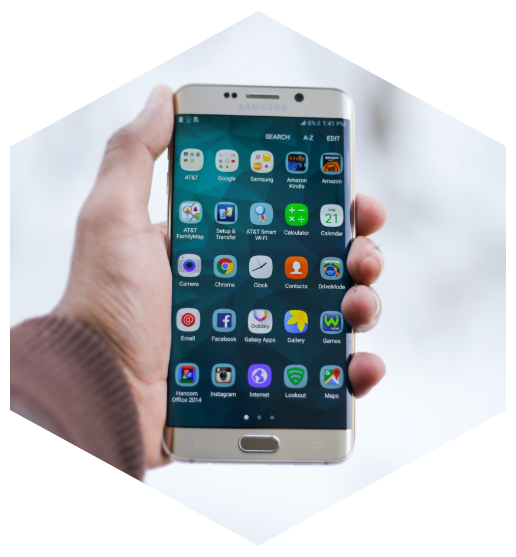 SAMSUNG
6% 1:41 PM
SEARCH A-Z EDIT
AT&T Google Samsung Amazon Kindle Amazon
AT&T FamilyMap Setup & Transfer AT&T Smart Wi-Fi Calculator Calendar
21
Camera Chrome Clock Contacts DriveMode
Email Facebook Galaxy Apps Gallery Games
Galaxy
Hancom Office 2014 Instagram Internet Lookout Maps